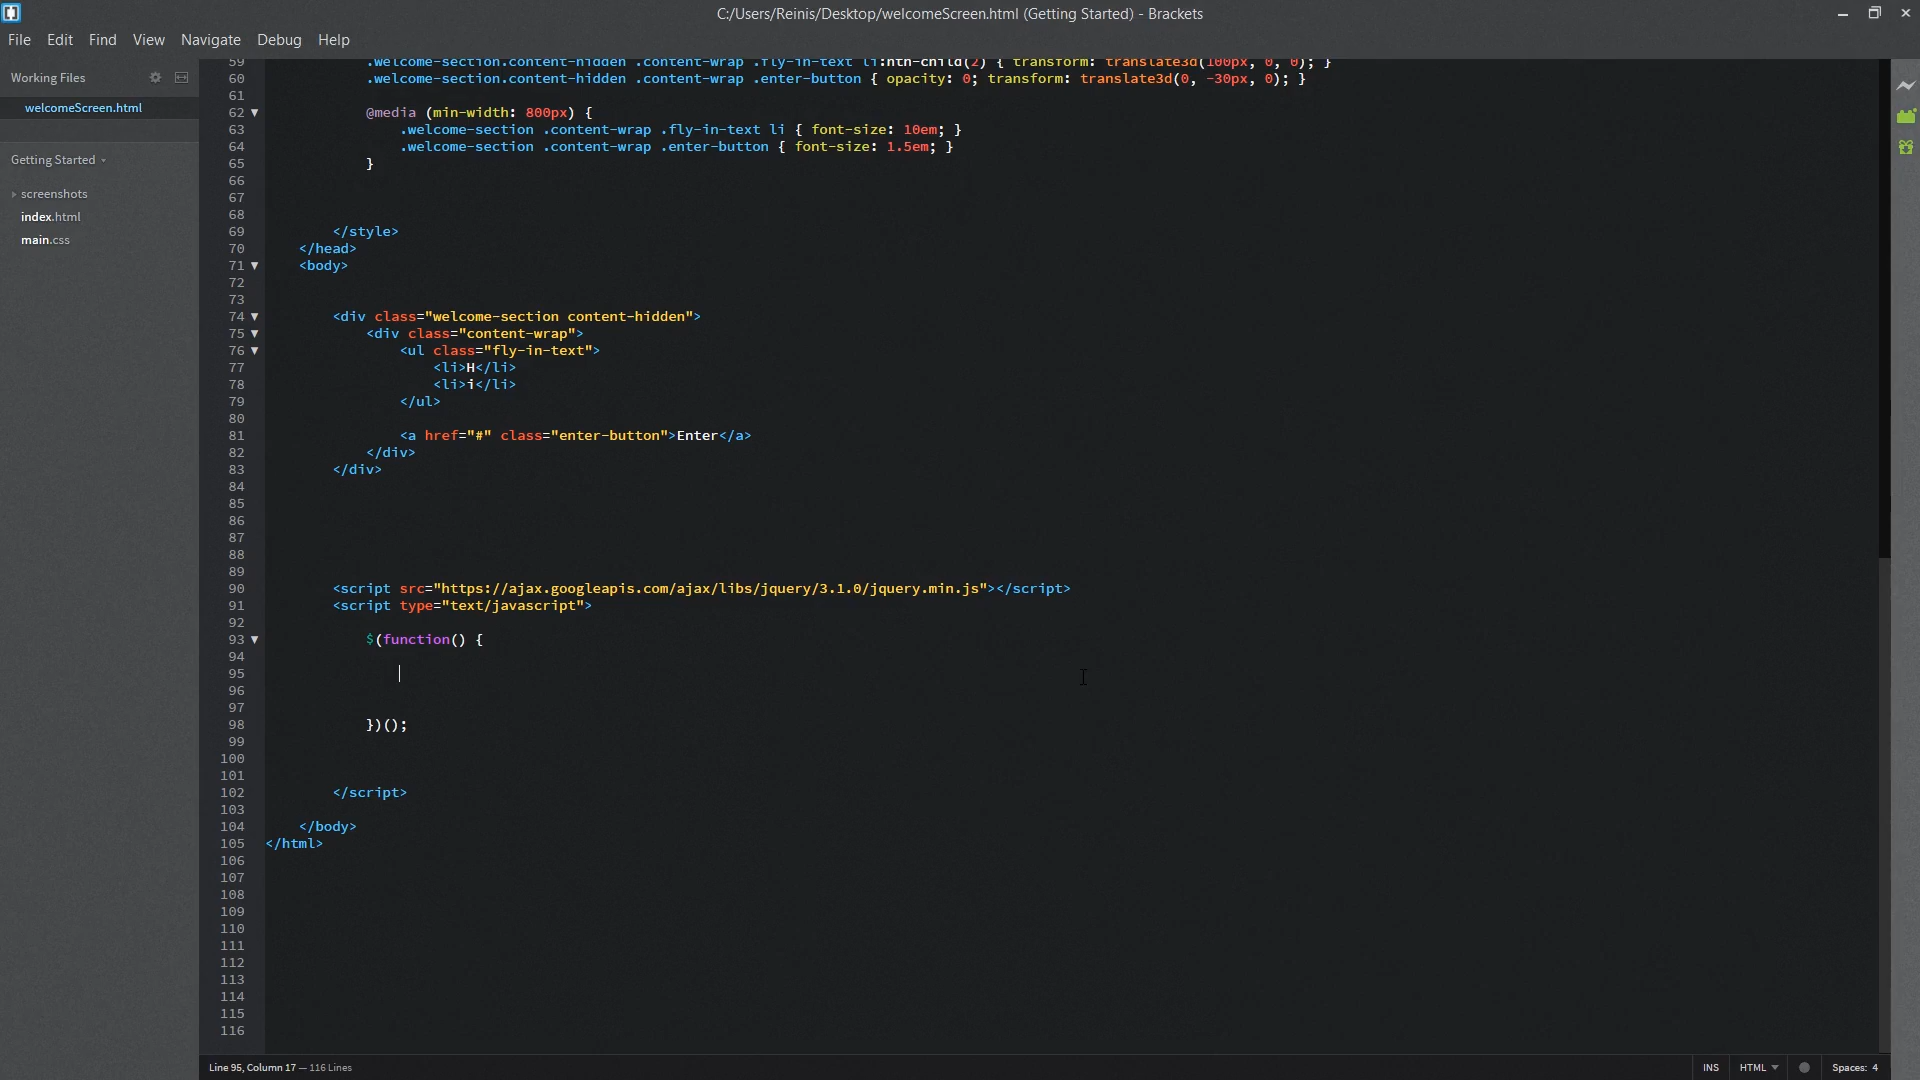 C:/Users/Reinis/Desktop/welcomeScreen.html (Getting Started) - Brackets
File Edit Find View Navigate Debug Help
Working Files
welcomeScreen.html
Getting Started
screenshots
index.html
main.css
59 .welcome-section.content-hidden .content-wrap .fly-in-text li:nth-child(2) { transform: translate3d(100px, 0, 0); }
60 .welcome-section.content-hidden .content-wrap .enter-button { opacity: 0; transform: translate3d(0, -30px, 0); }
61
62 @media (min-width: 800px) {
63 .welcome-section .content-wrap .fly-in-text li { font-size: 10em; }
64 .welcome-section .content-wrap .enter-button { font-size: 1.5em; }
65 }
66
67
68
69 </style>
70 </head>
71 <body>
72
73
74 <div class="welcome-section content-hidden">
75 <div class="content-wrap">
76 <ul class="fly-in-text">
77 <li>H</li>
78 <li>i</li>
79 </ul>
80
81 <a href="#" class="enter-button">Enter</a>
82 </div>
83 </div>
84
85
86
87
88
89
90 <script src="https://ajax.googleapis.com/ajax/libs/jquery/3.1.0/jquery.min.js"></script>
91 <script type="text/javascript">
92
93 $(function() {
94
95
96
97
98 })();
99
100
101
102 </script>
103
104 </body>
105 </html>
106
107
108
109
110
111
112
113
114
115
116
Line 95, Column 17 — 116 Lines
INS HTML Spaces: 4